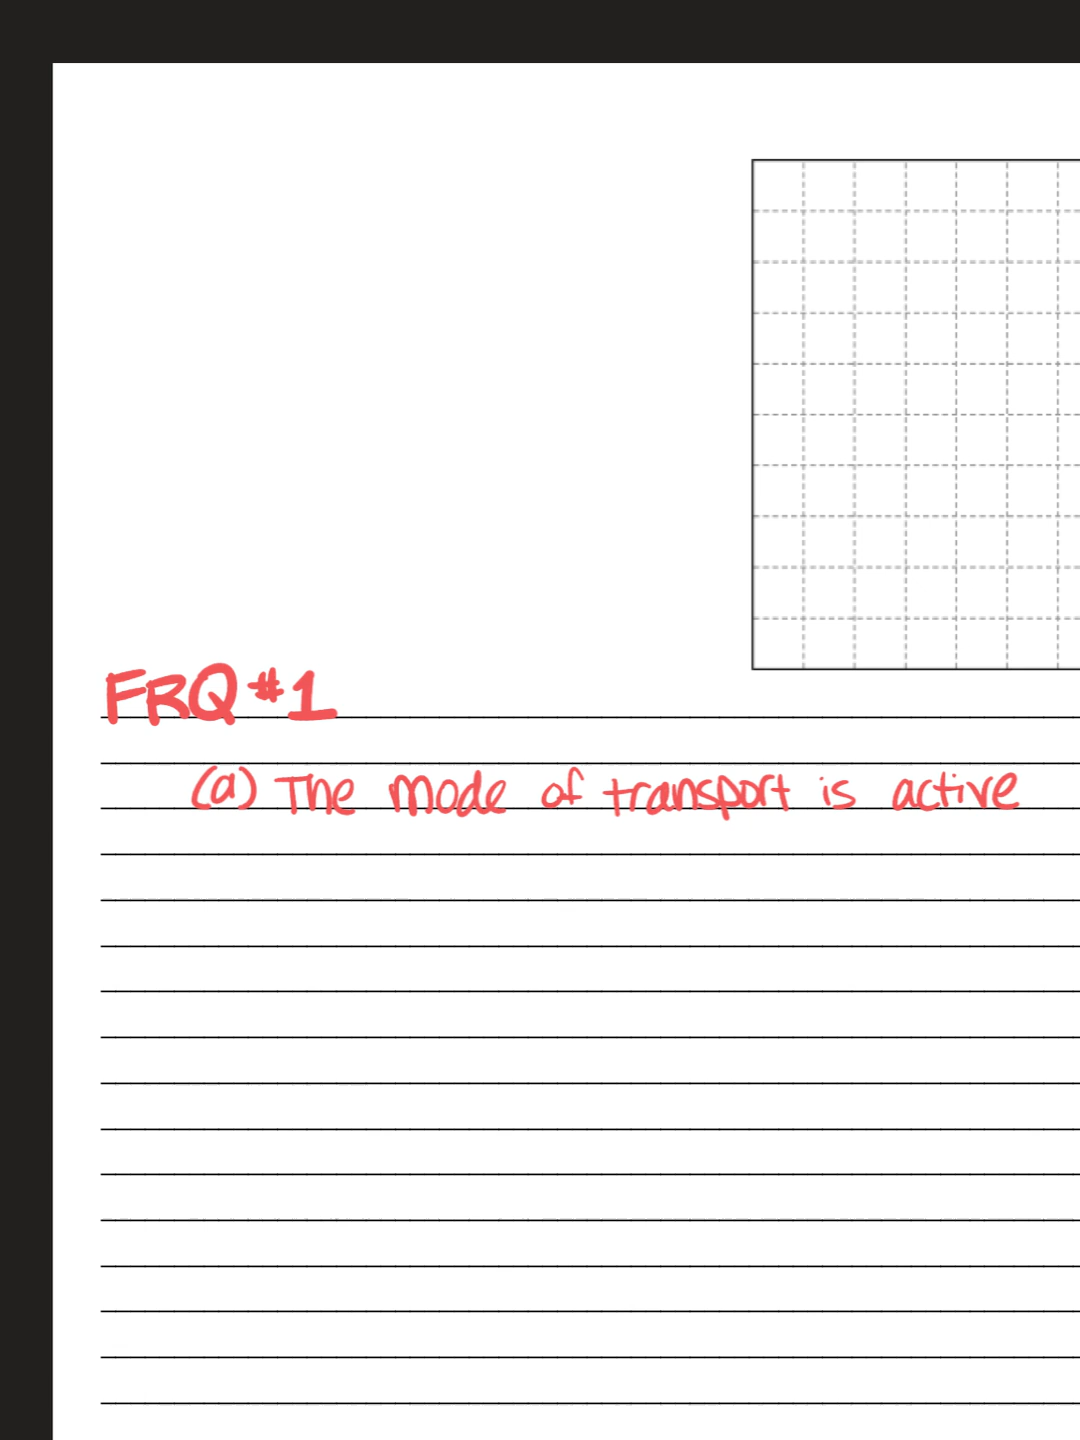 FRQ #1
(a) The mode of transport is active